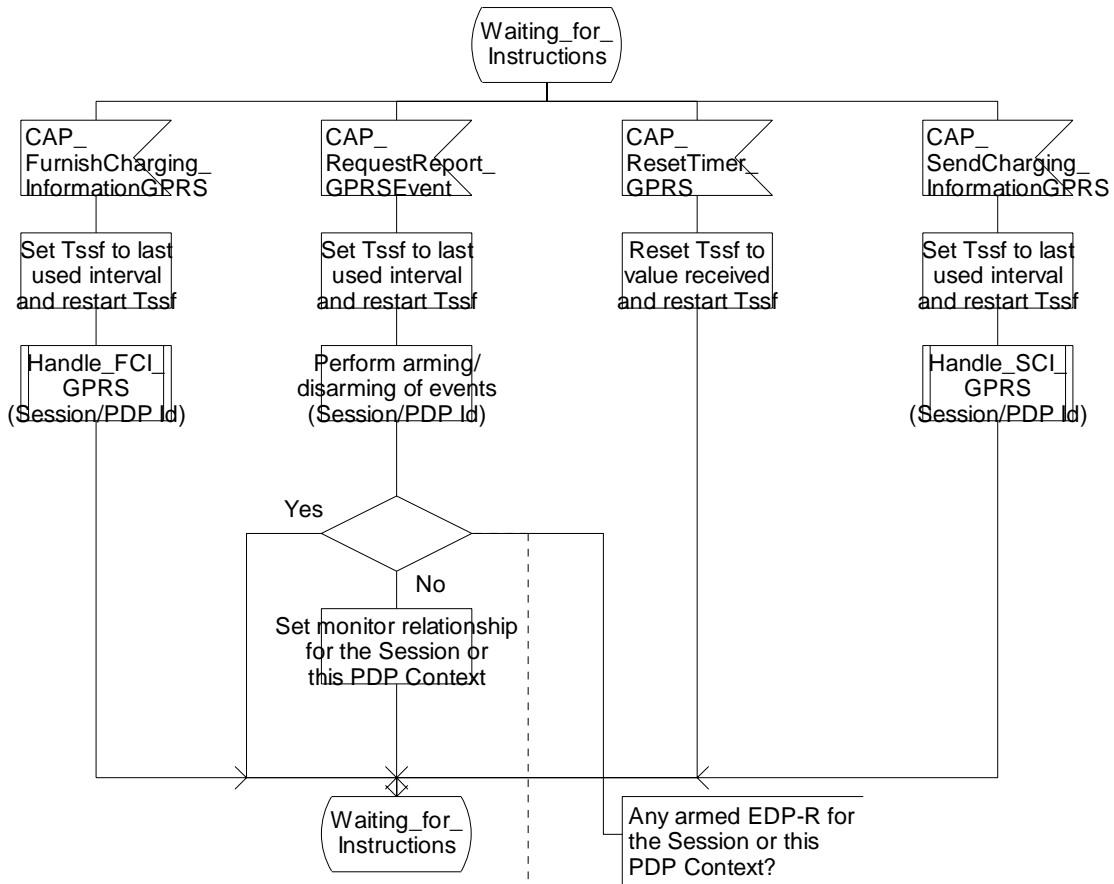 Waiting_for_
Instructions
CAP_
FurnishCharging_
InformationGPRS
CAP_
RequestReport_
GPRSEvent
CAP_
ResetTimer_
GPRS
CAP_
SendCharging_
InformationGPRS
Set Tssf to last
used interval
and restart Tssf
Set Tssf to last
used interval
and restart Tssf
Reset Tssf to
value received
and restart Tssf
Set Tssf to last
used interval
and restart Tssf
Handle_FCI_
GPRS
(Session/PDP Id)
Perform arming/
disarming of events
(Session/PDP Id)
Handle_SCI_
GPRS
(Session/PDP Id)
Yes
No
Set monitor relationship
for the Session or
this PDP Context
Waiting_for_
Instructions
Any armed EDP-R for
the Session or this
PDP Context?